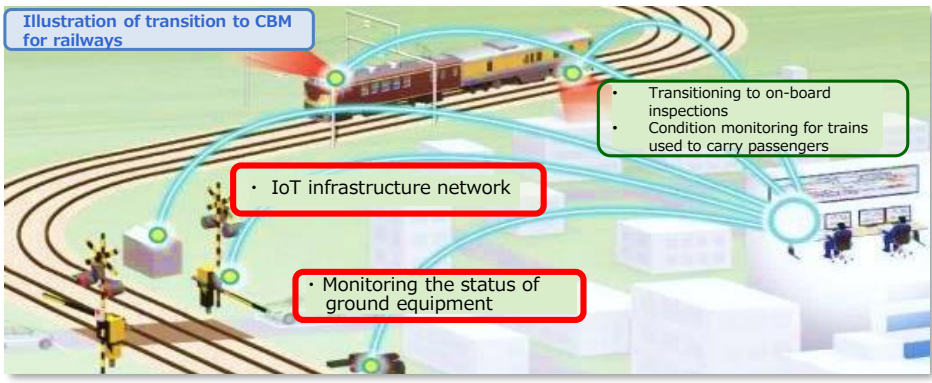 Illustration of transition to CBM
for railways
・ Transitioning to on-board
inspections
・ Condition monitoring for trains
used to carry passengers
・ IoT infrastructure network
・ Monitoring the status of
ground equipment